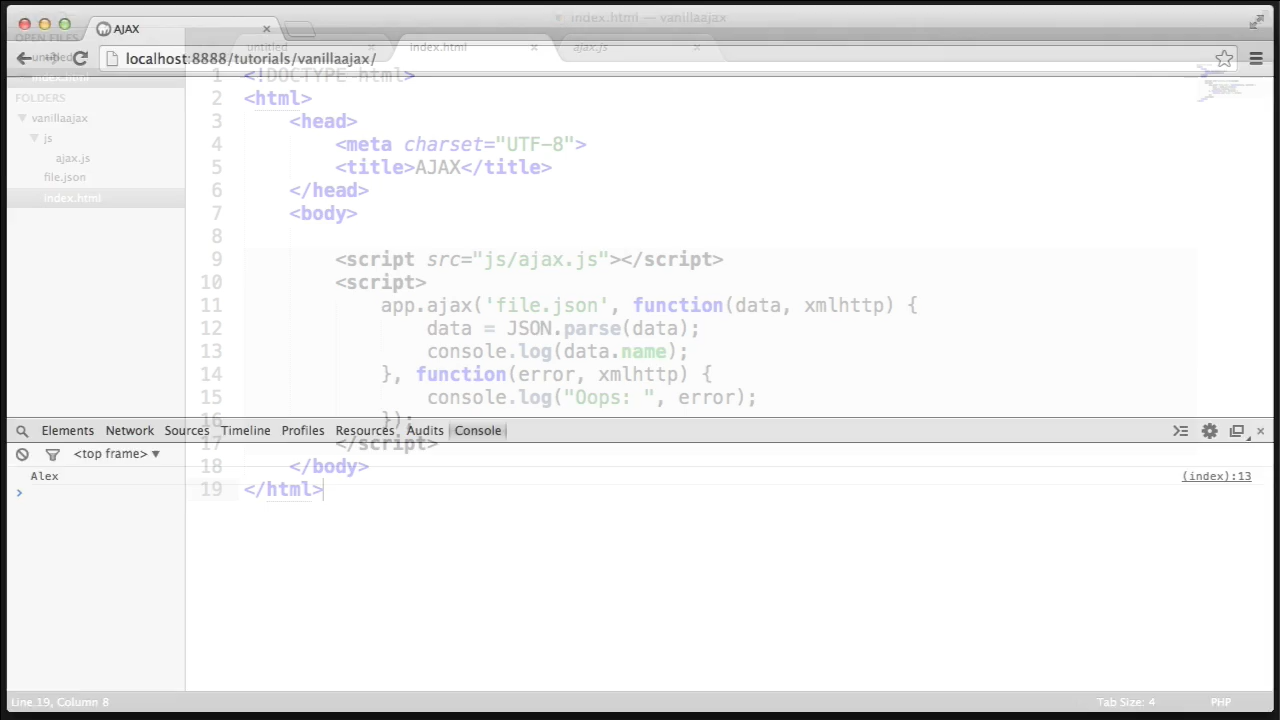 AJAX
index.html — vanillaajax
OPEN FILES
untitled
index.html
untitled
index.html
ajax.js
localhost:8888/tutorials/vanillaajax/
FOLDERS
vanillaajax
js
ajax.js
file.json
index.html
1 <!DOCTYPE html>
2 <html>
3 <head>
4 <meta charset="UTF-8">
5 <title>AJAX</title>
6 </head>
7 <body>
8
9 <script src="js/ajax.js"></script>
10 <script>
11 app.ajax('file.json', function(data, xmlhttp) {
12 data = JSON.parse(data);
13 console.log(data.name);
14 }, function(error, xmlhttp) {
15 console.log("Oops: ", error);
16 });
17 </script>
18 </body>
19 </html>
Elements Network Sources Timeline Profiles Resources Audits Console
<top frame>
Alex (index):13
Line 19, Column 8 Tab Size: 4 PHP